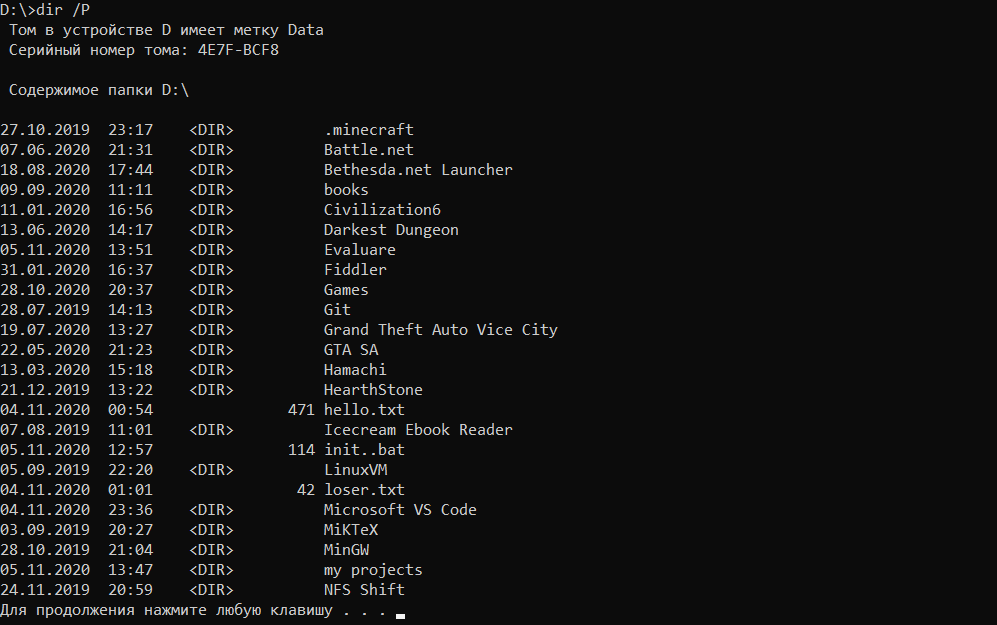 D:\>dir /P
Том в устройстве D имеет метку Data
Серийный номер тома: 4E7F-BCF8
Содержимое папки D:\
27.10.2019 23:17 <DIR> .minecraft
07.06.2020 21:31 <DIR> Battle.net
18.08.2020 17:44 <DIR> Bethesda.net Launcher
09.09.2020 11:11 <DIR> books
11.01.2020 16:56 <DIR> Civilization6
13.06.2020 14:17 <DIR> Darkest Dungeon
05.11.2020 13:51 <DIR> Evaluare
31.01.2020 16:37 <DIR> Fiddler
28.10.2020 20:37 <DIR> Games
28.07.2019 14:13 <DIR> Git
19.07.2020 13:27 <DIR> Grand Theft Auto Vice City
22.05.2020 21:23 <DIR> GTA SA
13.03.2020 15:18 <DIR> Hamachi
21.12.2019 13:22 <DIR> HearthStone
04.11.2020 00:54 471 hello.txt
07.08.2019 11:01 <DIR> Icecream Ebook Reader
05.11.2020 12:57 114 init..bat
05.09.2019 22:20 <DIR> LinuxVM
04.11.2020 01:01 42 loser.txt
04.11.2020 23:36 <DIR> Microsoft VS Code
03.09.2019 20:27 <DIR> MiKTeX
28.10.2019 21:04 <DIR> MinGW
05.11.2020 13:47 <DIR> my projects
24.11.2019 20:59 <DIR> NFS Shift
Для продолжения нажмите любую клавишу . . .